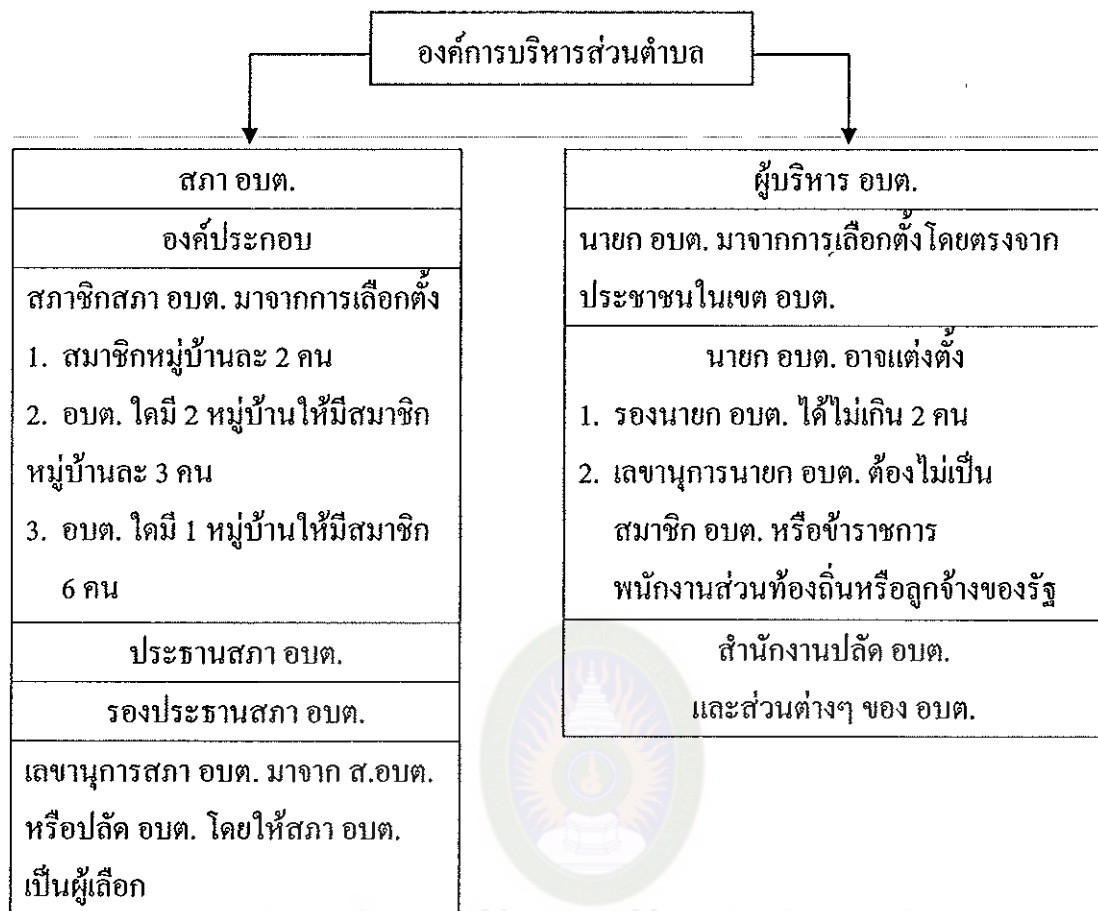 องค์การบริหารส่วนตำบล
สภา อบต.
องค์ประกอบ
สภาชิกสภา อบต. มาจากการเลือกตั้ง
1. สมาชิกหมู่บ้านละ 2 คน
2. อบต. ใดมี 2 หมู่บ้านให้มีสมาชิก
หมู่บ้านละ 3 คน
3. อบต. ใดมี 1 หมู่บ้านให้มีสมาชิก
6 คน
ประธานสภา อบต.
รองประธานสภา อบต.
เลขานุการสภา อบต. มาจาก ส.อบต.
หรือปลัด อบต. โดยให้สภา อบต.
เป็นผู้เลือก
ผู้บริหาร อบต.
นายก อบต. มาจากการเลือกตั้งโดยตรงจาก
ประชาชนในเขต อบต.
นายก อบต. อาจแต่งตั้ง
1. รองนายก อบต. ได้ไม่เกิน 2 คน
2. เลขานุการนายก อบต. ต้องไม่เป็น
สมาชิก อบต. หรือข้าราชการ
พนักงานส่วนท้องถิ่นหรือลูกจ้างของรัฐ
สำนักงานปลัด อบต.
และส่วนต่างๆ ของ อบต.